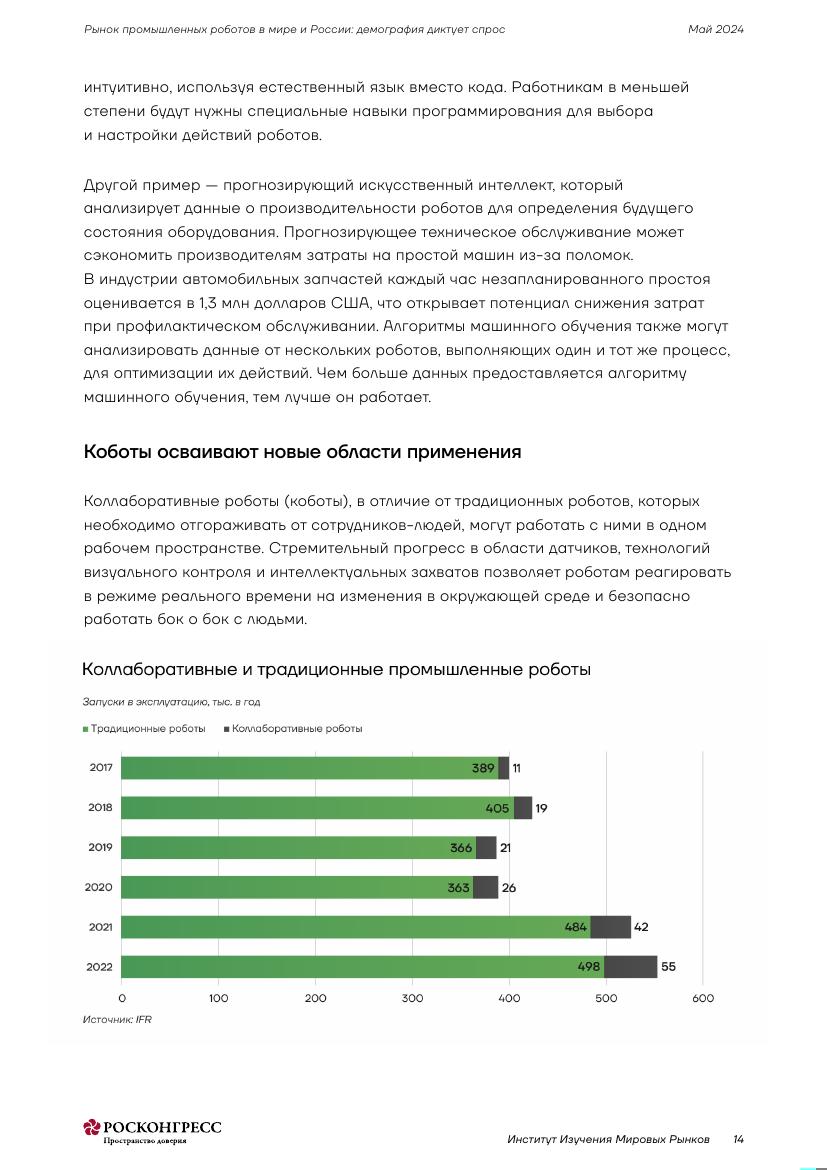 Рынок промышленных роботов в мире и России: демография диктует спрос
Май 2024
интуитивно, используя естественный язык вместо кода. Работникам в меньшей
степени будут нужны специальные навыки программирования для выбора
и настройки действий роботов.
Другой пример — прогнозирующий искусственный интеллект, который
анализирует данные о производительности роботов для определения будущего
состояния оборудования. Прогнозирующее техническое обслуживание может
сэкономить производителям затраты на простой машин из-за поломок.
В индустрии автомобильных запчастей каждый час незапланированного простоя
оценивается в 1,3 млн долларов США, что открывает потенциал снижения затрат
при профилактическом обслуживании. Алгоритмы машинного обучения также могут
анализировать данные от нескольких роботов, выполняющих один и тот же процесс,
для оптимизации их действий. Чем больше данных предоставляется алгоритму
машинного обучения, тем лучше он работает.
Коботы осваивают новые области применения
Коллаборативные роботы (коботы), в отличие от традиционных роботов, которых
необходимо отгораживать от сотрудников-людей, могут работать с ними в одном
рабочем пространстве. Стремительный прогресс в области датчиков, технологий
визуального контроля и интеллектуальных захватов позволяет роботам реагировать
в режиме реального времени на изменения в окружающей среде и безопасно
работать бок о бок с людьми.
Коллаборативные и традиционные промышленные роботы
Запуски в эксплуатацию, тыс. в год
Традиционные роботы Коллаборативные роботы
2017 389 11
2018 405 19
2019 366 21
2020 363 26
2021 484 42
2022 498 55
0 100 200 300 400 500 600
Источник: IFR
РОСКОНГРЕСС
Пространство доверия
Институт Изучения Мировых Рынков 14